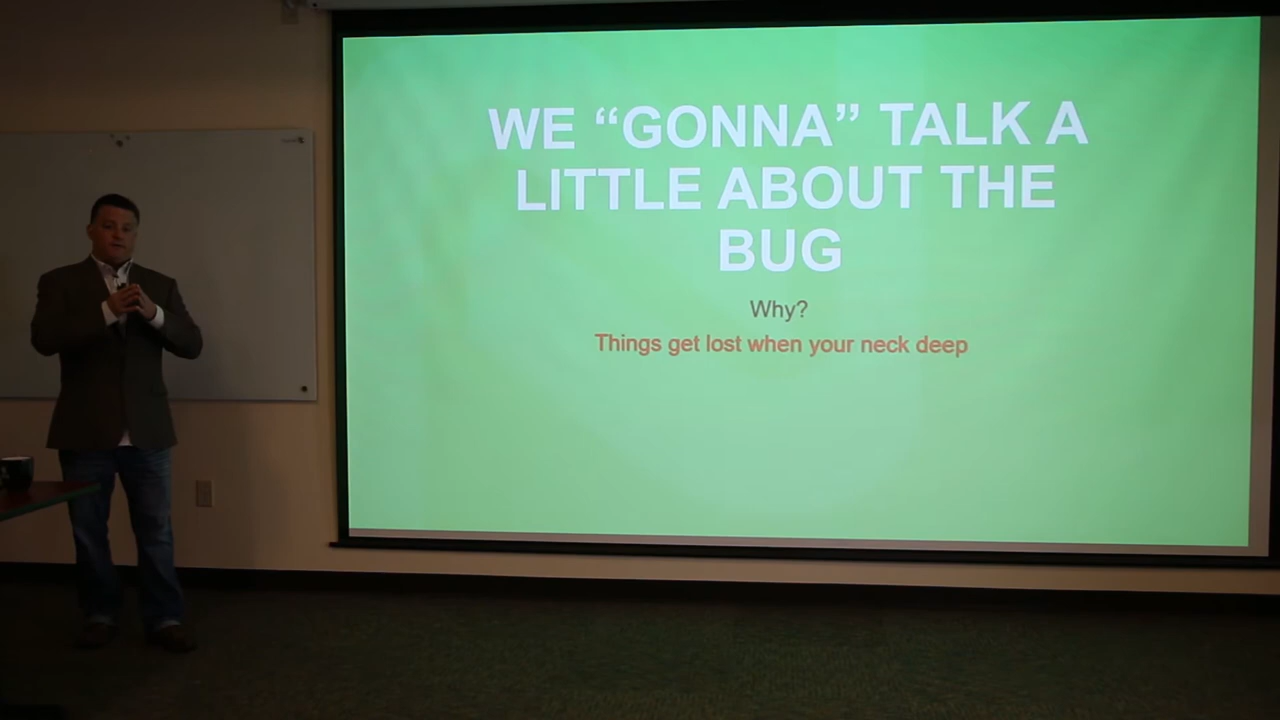 WE “GONNA” TALK A
LITTLE ABOUT THE
BUG
Why?
Things get lost when your neck deep